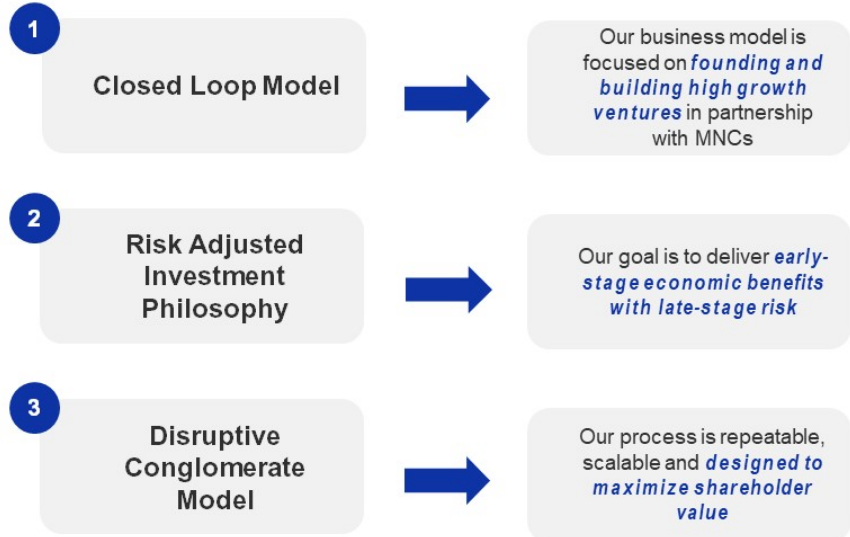 1
Closed Loop Model
Our business model is
focused on founding and
building high growth
ventures in partnership
with MNCs
2
Risk Adjusted
Investment
Philosophy
Our goal is to deliver early-
stage economic benefits
with late-stage risk
3
Disruptive
Conglomerate
Model
Our process is repeatable,
scalable and designed to
maximize shareholder
value